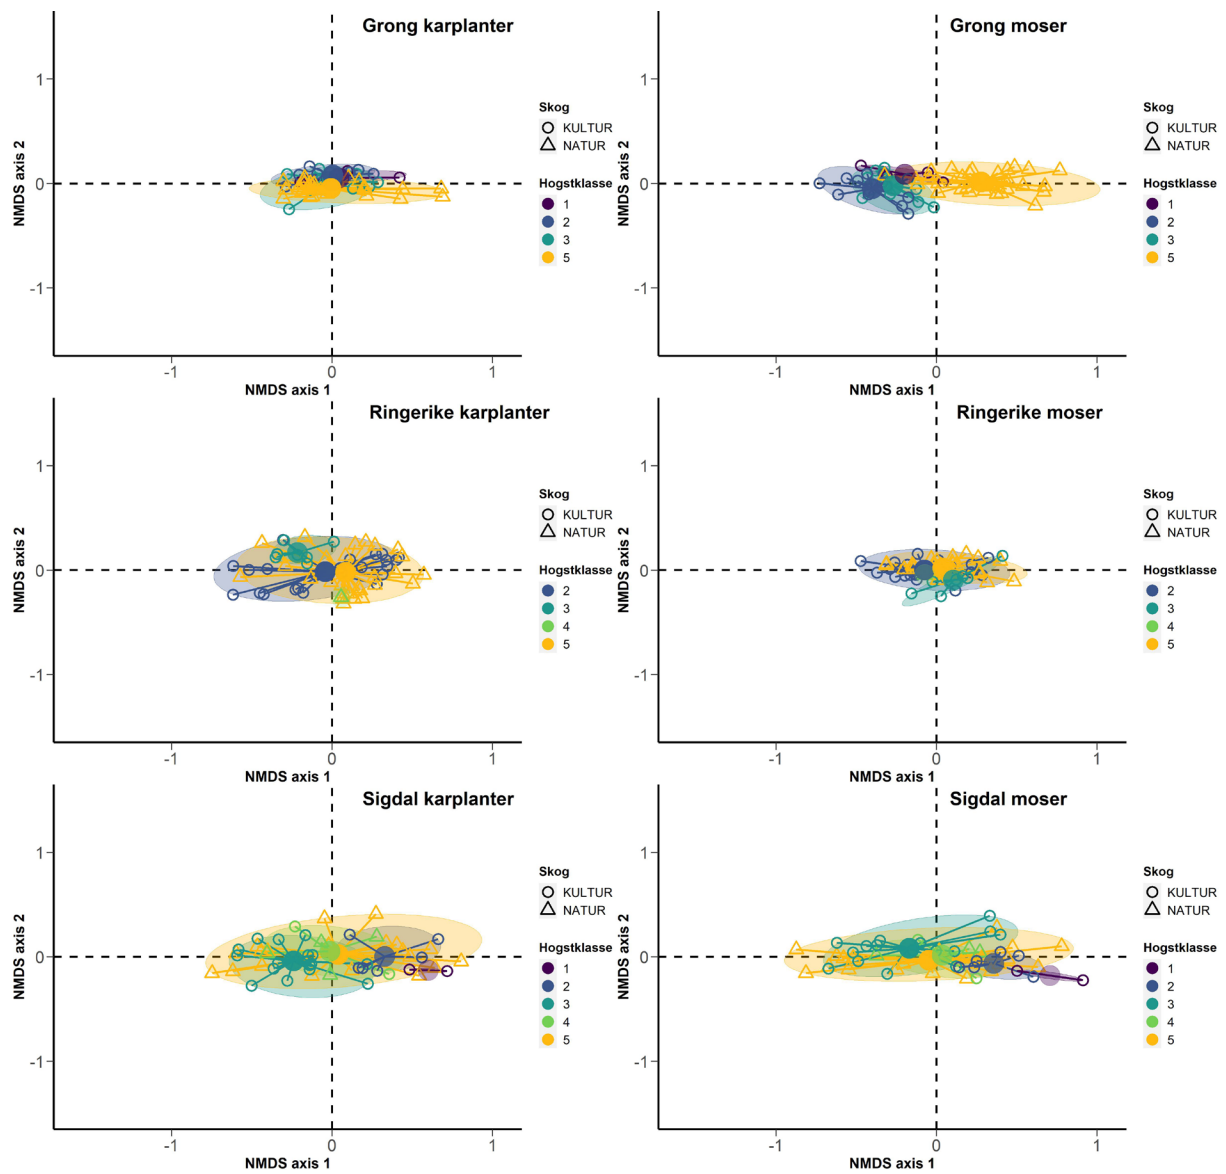 Grong karplanter
1
0
-1
NMDS axis 2
-1
0
1
NMDS axis 1
Skog
KULTUR
NATUR
Hogstklasse
1
2
3
5
Grong moser
1
0
-1
NMDS axis 2
-1
0
1
NMDS axis 1
Skog
KULTUR
NATUR
Hogstklasse
1
2
3
5
Ringerike karplanter
1
0
-1
NMDS axis 2
-1
0
1
NMDS axis 1
Skog
KULTUR
NATUR
Hogstklasse
2
3
4
5
Ringerike moser
1
0
-1
NMDS axis 2
-1
0
1
NMDS axis 1
Skog
KULTUR
NATUR
Hogstklasse
2
3
4
5
Sigdal karplanter
1
0
-1
NMDS axis 2
-1
0
1
NMDS axis 1
Skog
KULTUR
NATUR
Hogstklasse
1
2
3
4
5
Sigdal moser
1
0
-1
NMDS axis 2
-1
0
1
NMDS axis 1
Skog
KULTUR
NATUR
Hogstklasse
1
2
3
4
5